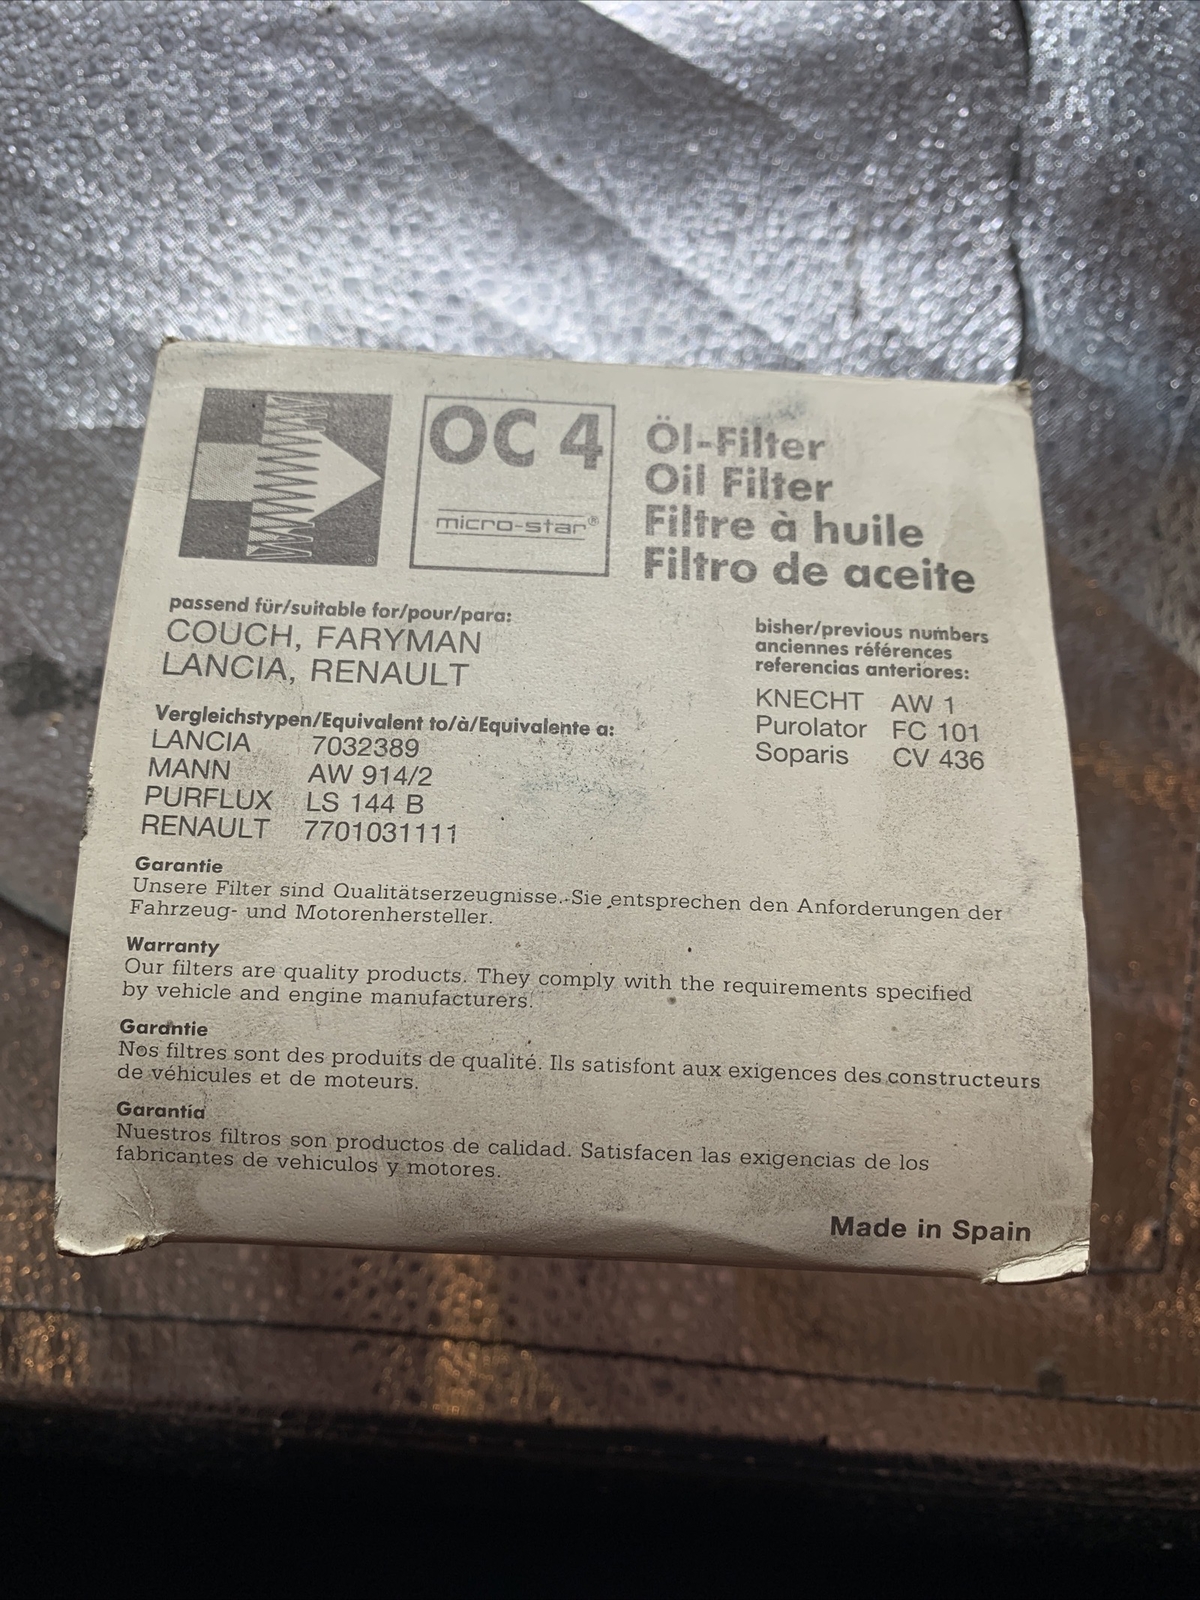 OC 4
micro-star®
Öl-Filter
Oil Filter
Filtre à huile
Filtro de aceite
passend für/suitable for/pour/para:
COUCH, FARYMAN
LANCIA, RENAULT
Vergleichstypen/Equivalent to/à/Equivalente a:
LANCIA 7032389
MANN AW 914/2
PURFLUX LS 144 B
RENAULT 7701031111
bisher/previous numbers
anciennes références
referencias anteriores:
KNECHT AW 1
Purolator FC 101
Soparis CV 436
Garantie
Unsere Filter sind Qualitätserzeugnisse. Sie entsprechen den Anforderungen der
Fahrzeug- und Motorenhersteller.
Warranty
Our filters are quality products. They comply with the requirements specified
by vehicle and engine manufacturers.
Garantie
Nos filtres sont des produits de qualité. Ils satisfont aux exigences des constructeurs
de véhicules et de moteurs.
Garantía
Nuestros filtros son productos de calidad. Satisfacen las exigencias de los
fabricantes de vehiculos y motores.
Made in Spain